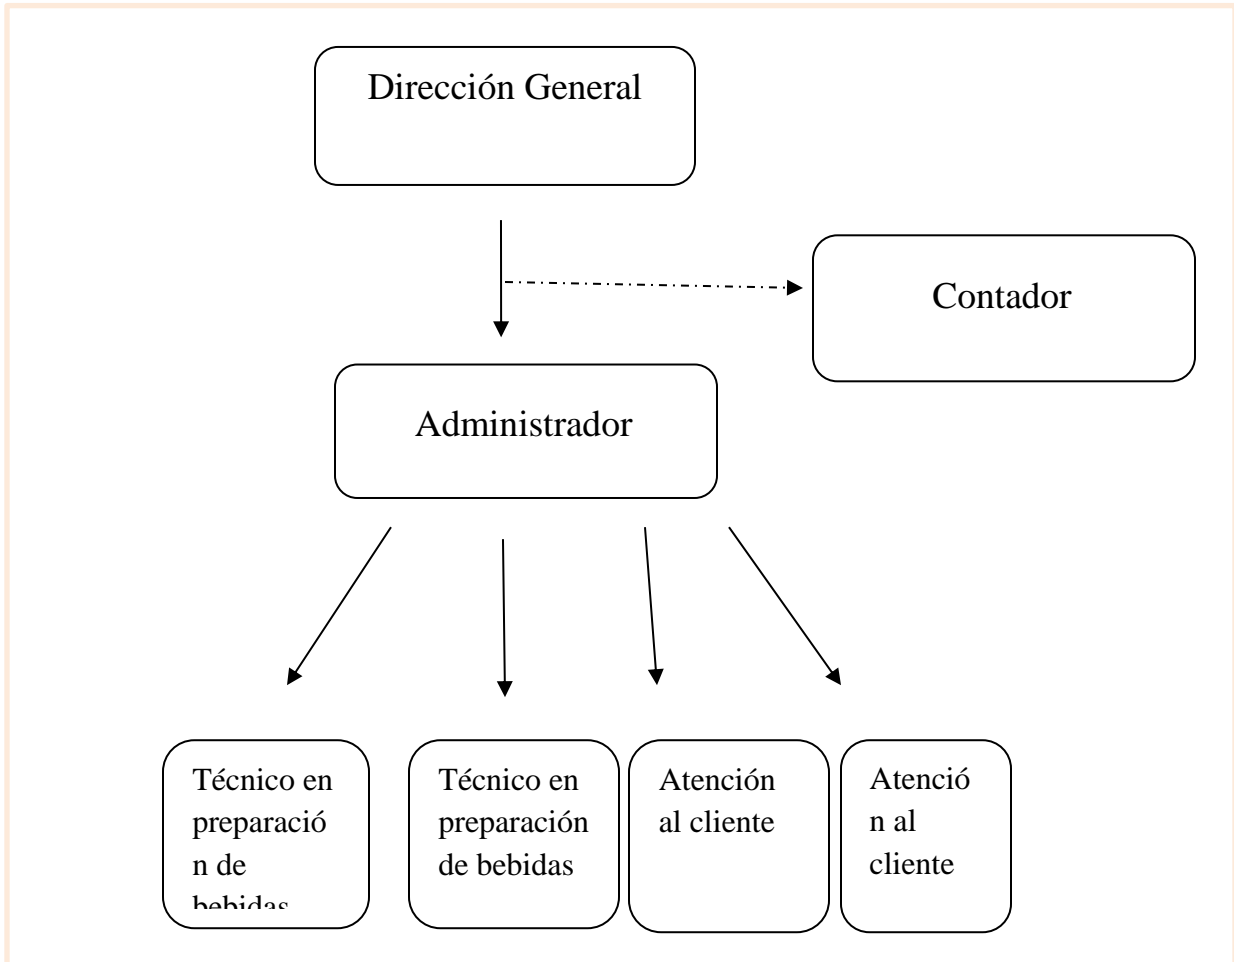 Dirección General
Contador
Administrador
Técnico en
preparació
n de
bebidas
Técnico en
preparación
de bebidas
Atención
al cliente
Atenció
n al
cliente